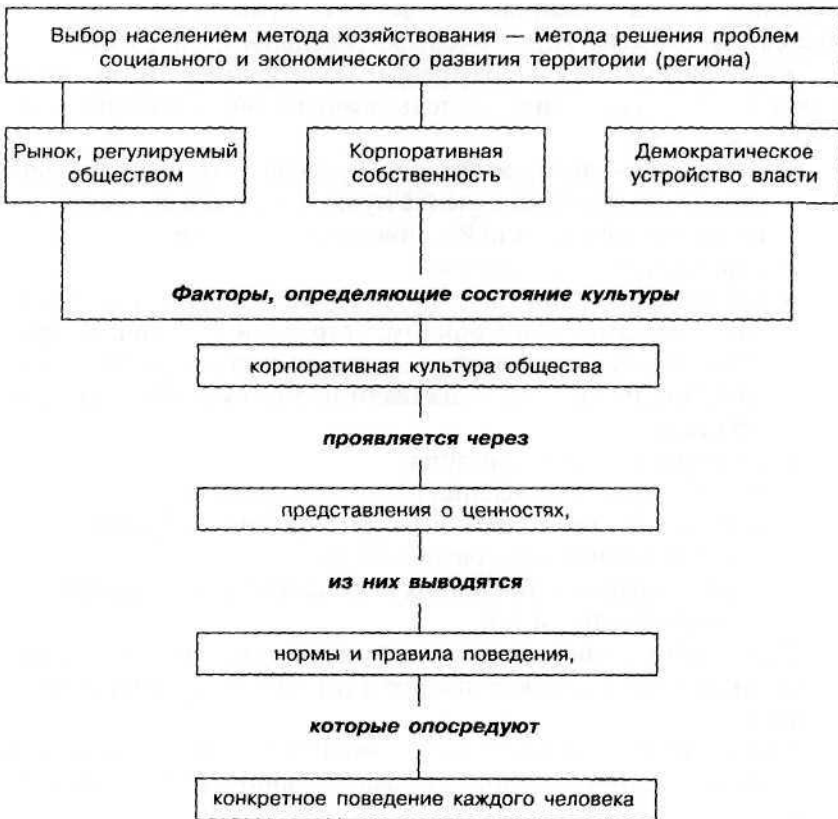 Выбор населением метода хозяйствования — метода решения проблем
социального и экономического развития территории (региона)
Рынок, регулируемый
обществом
Корпоративная
собственность
Демократическое
устройство власти
Факторы, определяющие состояние культуры
корпоративная культура общества
проявляется через
представления о ценностях,
из них выводятся
нормы и правила поведения,
которые опосредуют
конкретное поведение каждого человека